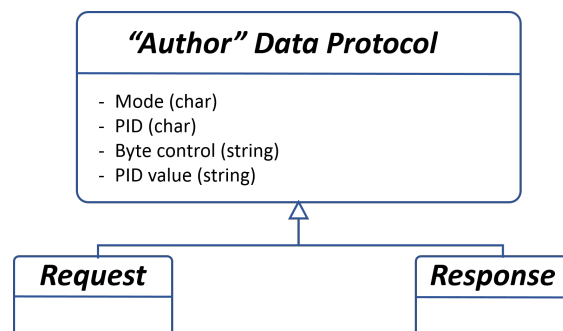 “Author” Data Protocol
- Mode (char)
- PID (char)
- Byte control (string)
- PID value (string)
Request
Response